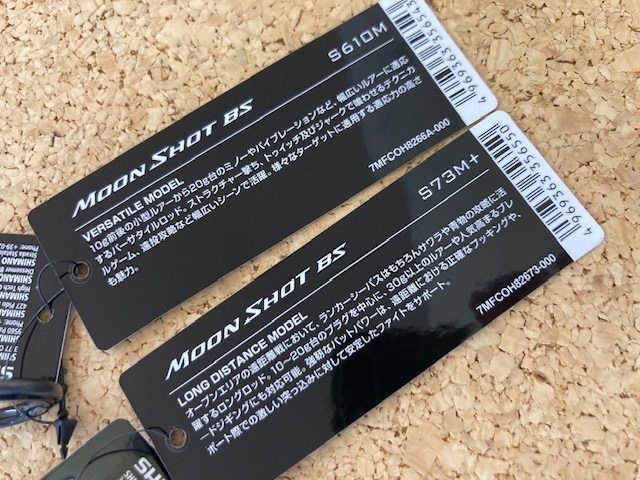 MOON SHOT BS
S610M
VERSATILE MODEL
10g前後の小型ルアーから20g台のミノーやバイブレーションなど、幅広いルアーに適応
するバーサタイルロッド。ストラクチャー撃ち、トゥイッチ及びジャークで喰わせるテクニカ
ルゲーム、遠投攻略など幅広いシーンで活躍。様々なターゲットに適用する適応力の高さ
も魅力。
7MFCOH8266A-000
4 969363 356543
MOON SHOT BS
S73M+
LONG DISTANCE MODEL
オープンエリアの遠距離戦において、ランカーシーバスはもちろんサワラや青物の攻略に活
躍するロングロッド。10~20g台のプラグを中心に、30g以上のルアーや人気高まるブレ
ードジギングにも対応可能。強靭なバットパワーは、遠距離における正確なフッキングや、
ボート際での激しい突っ込みに対して安定したファイトをサポート。
7MFCOH82673-000
4 969363 356550
SHIMANO
SHIMAN